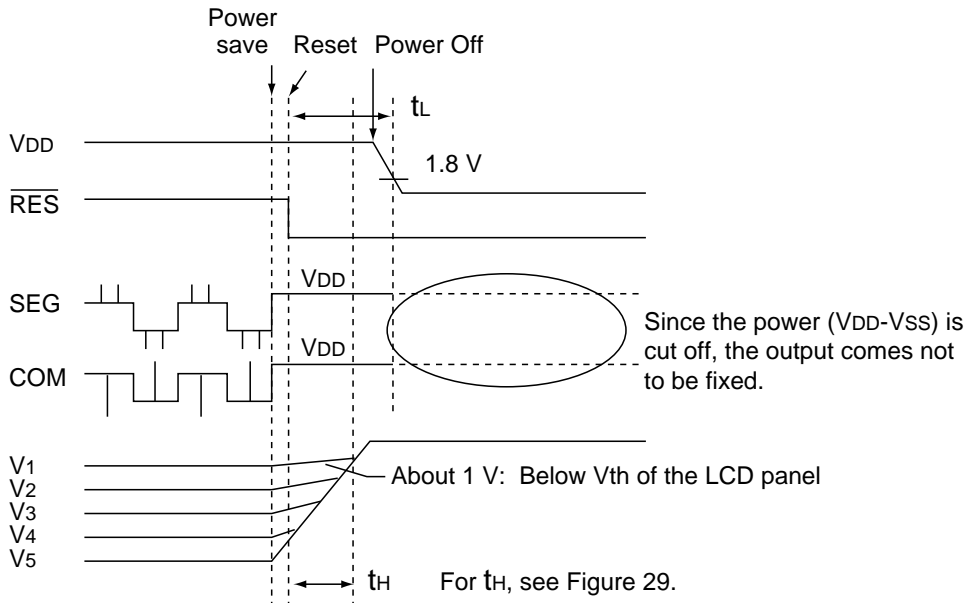 Power
save Reset Power Off
tL
VDD
1.8 V
RES
VDD
SEG
Since the power (VDD-VSS) is
cut off, the output comes not
to be fixed.
VDD
COM
V1
About 1 V: Below Vth of the LCD panel
V2
V3
V4
V5
tH For tH, see Figure 29.